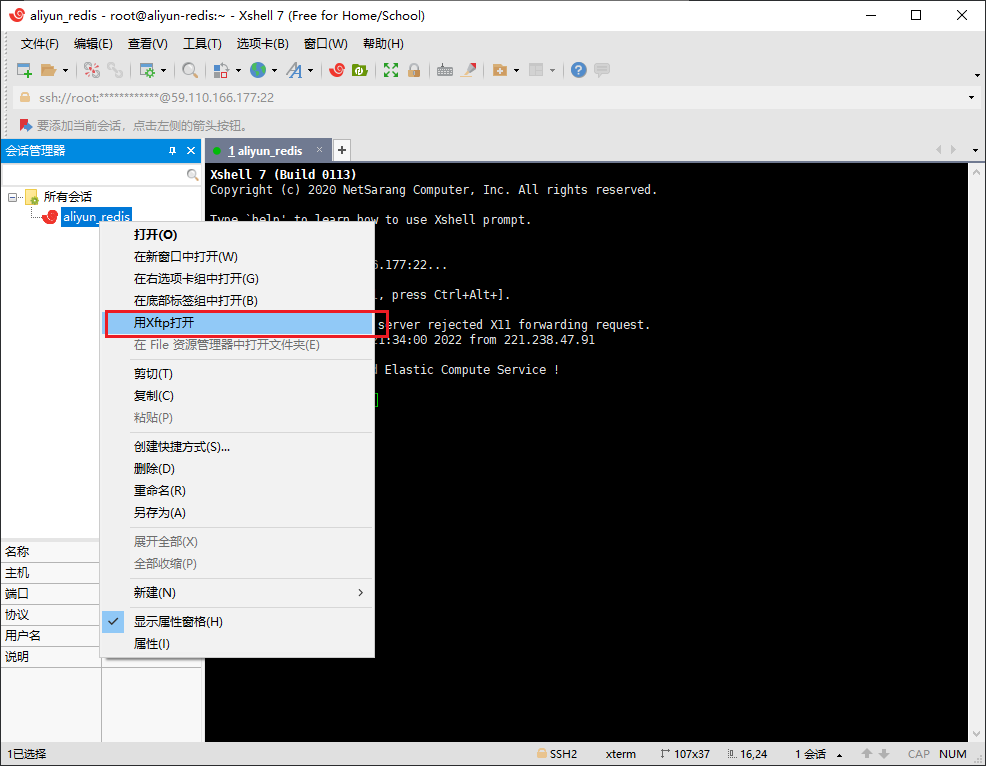 aliyun_redis - root@aliyun-redis:~ - Xshell 7 (Free for Home/School)
文件(F) 编辑(E) 查看(V) 工具(T) 选项卡(B) 窗口(W) 帮助(H)
ssh://root:************@59.110.166.177:22
要添加当前会话，点击左侧的箭头按钮。
会话管理器
1 aliyun_redis
所有会话
aliyun_redis
Xshell 7 (Build 0113)
Copyright (c) 2020 NetSarang Computer, Inc. All rights reserved.
Type `help' to learn how to use Xshell prompt.
6.177:22...
, press Ctrl+Alt+].
server rejected X11 forwarding request.
21:34:00 2022 from 221.238.47.91
Elastic Compute Service !
打开(O)
在新窗口中打开(W)
在右选项卡组中打开(G)
在底部标签组中打开(B)
用Xftp打开
在 File 资源管理器中打开文件夹(E)
剪切(T)
复制(C)
粘贴(P)
创建快捷方式(S)...
删除(D)
重命名(R)
另存为(A)
展开全部(X)
全部收缩(P)
新建(N)
显示属性窗格(H)
属性(I)
名称
主机
端口
协议
用户名
说明
1已选择
SSH2 xterm 107x37 16,24 1 会话 CAP NUM